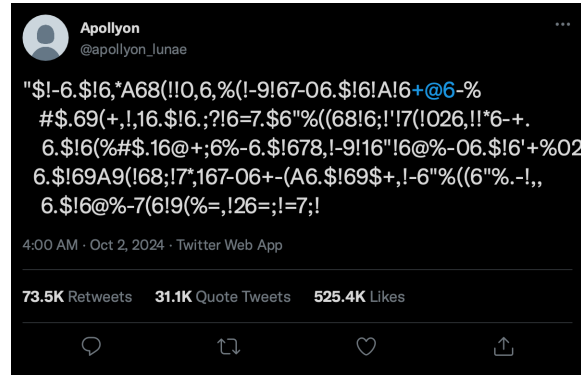 Apollyon
@apollyon_lunae
"$!-6.$!6,*A68(!!0,6,%(!-9!67-06.$!6!A!6+@6-%
#$.69(+,!,16.$!6.;?!6=7.$6"%((68!6;!'!7(!026,!!*6-+.
6.$!6(%#$.16@+;6%-6.$!678,!-9!16"!6@%-06.$!6'+%02
6.$!69A9(!68;!7*,167-06+-(A6.$!69$+,!-6"%((6"%.-!,,
6.$!6@%-7(6!9(%=,!26=;!=7;!
4:00 AM · Oct 2, 2024 · Twitter Web App
73.5K Retweets 31.1K Quote Tweets 525.4K Likes